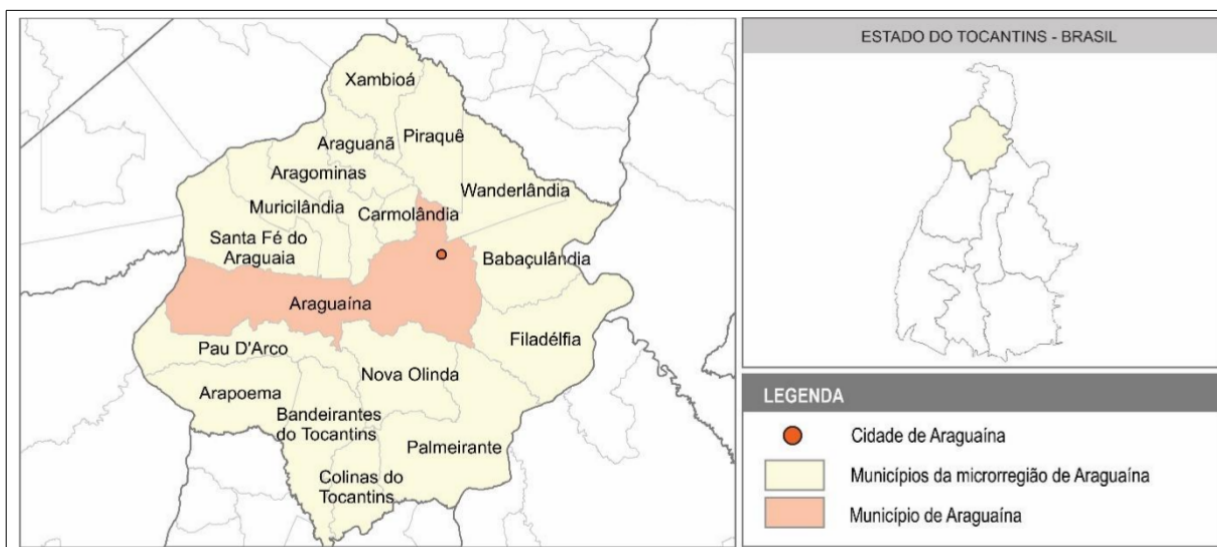 Xambioá
Piraquê
Araguanã
Aragominas
Wanderlândia
Muricilândia
Carmolândia
Santa Fé do
Araguaia
Babaçulândia
Araguaína
Filadélfia
Pau D'Arco
Nova Olinda
Arapoema
Bandeirantes
do Tocantins
Palmeirante
Colinas do
Tocantins
ESTADO DO TOCANTINS - BRASIL
LEGENDA
Cidade de Araguaína
Municípios da microrregião de Araguaína
Município de Araguaína